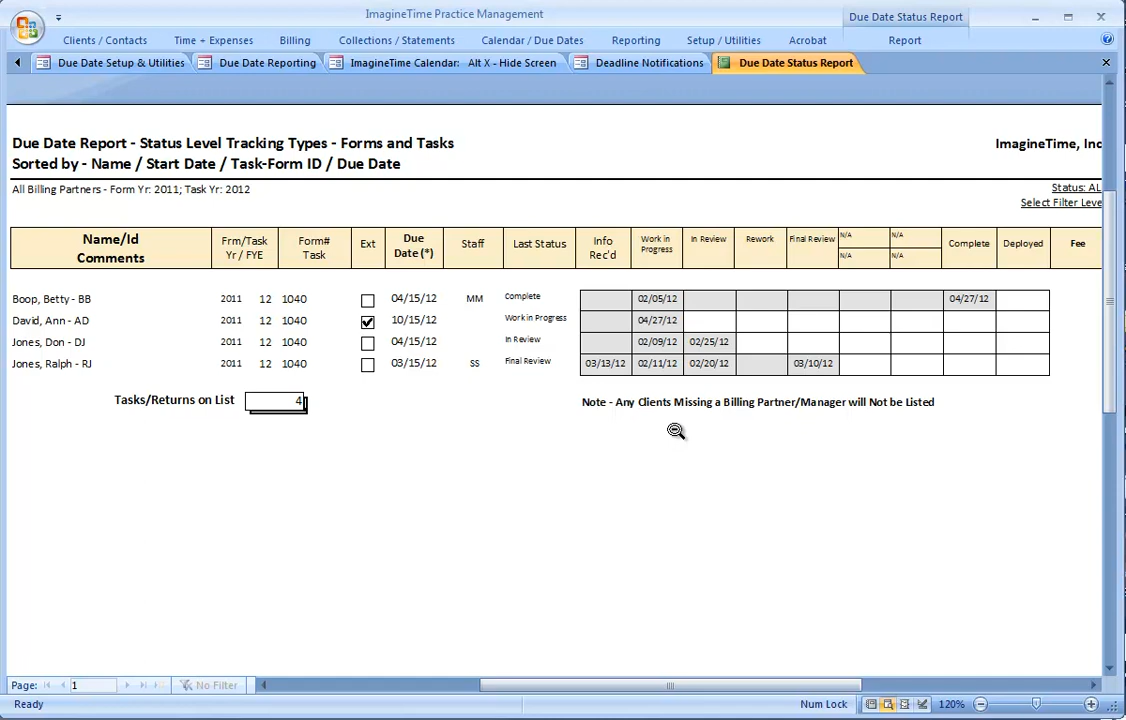 ImagineTime Practice Management
Due Date Status Report
Clients / Contacts Time + Expenses Billing Collections / Statements Calendar / Due Dates Reporting Setup / Utilities Acrobat Report
Due Date Setup & Utilities Due Date Reporting ImagineTime Calendar: Alt X - Hide Screen Deadline Notifications Due Date Status Report
Due Date Report - Status Level Tracking Types - Forms and Tasks ImagineTime, Inc
Sorted by - Name / Start Date / Task-Form ID / Due Date
All Billing Partners - Form Yr: 2011; Task Yr: 2012 Status: AL
Select Filter Leve
Name/Id Comments Frm/Task Yr / FYE Form# Task Ext Due Date (*) Staff Last Status Info Rec'd Work in Progress In Review Rework Final Review N/A N/A N/A N/A Complete Deployed Fee
Boop, Betty - BB 2011 12 1040 04/15/12 MM Complete 02/05/12 04/27/12
David, Ann - AD 2011 12 1040 10/15/12 Work in Progress 04/27/12
Jones, Don - DJ 2011 12 1040 04/15/12 In Review 02/09/12 02/25/12
Jones, Ralph - RJ 2011 12 1040 03/15/12 SS Final Review 03/13/12 02/11/12 02/20/12 03/10/12
Tasks/Returns on List 4 Note - Any Clients Missing a Billing Partner/Manager will Not be Listed
Page: 1 No Filter
Ready Num Lock 120%